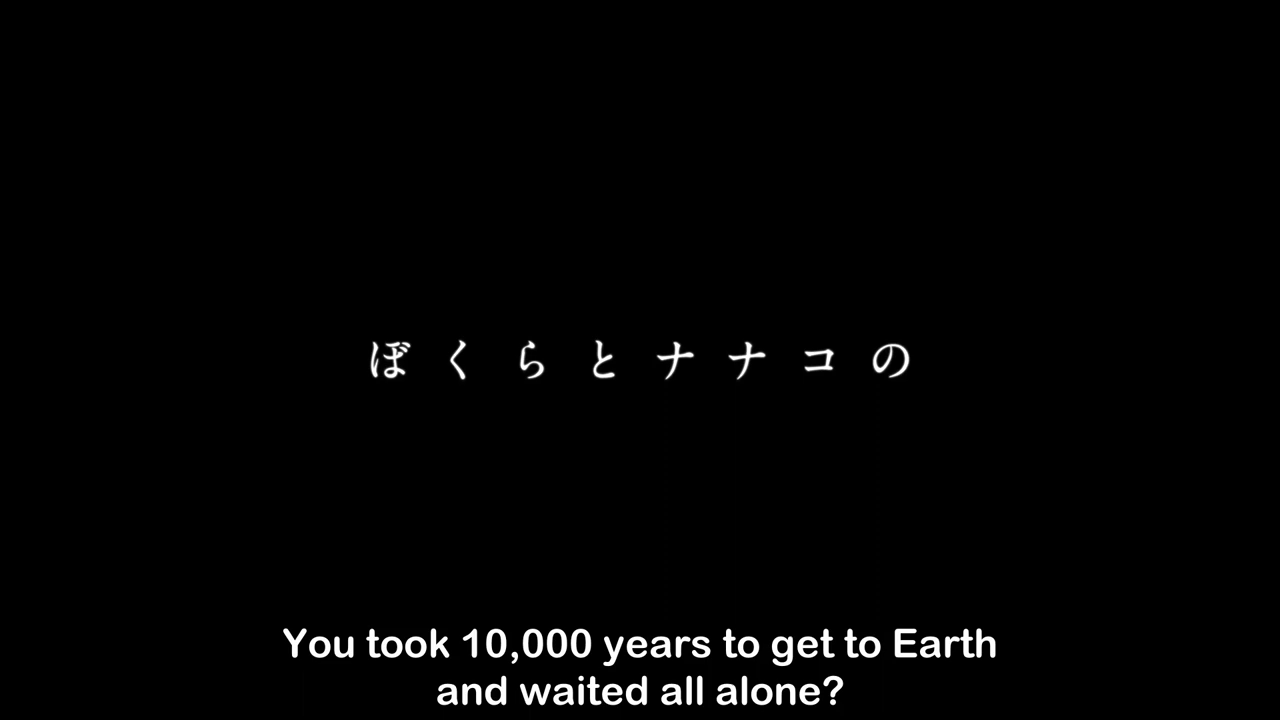 ぼくらとナナコの
You took 10,000 years to get to Earth
and waited all alone?